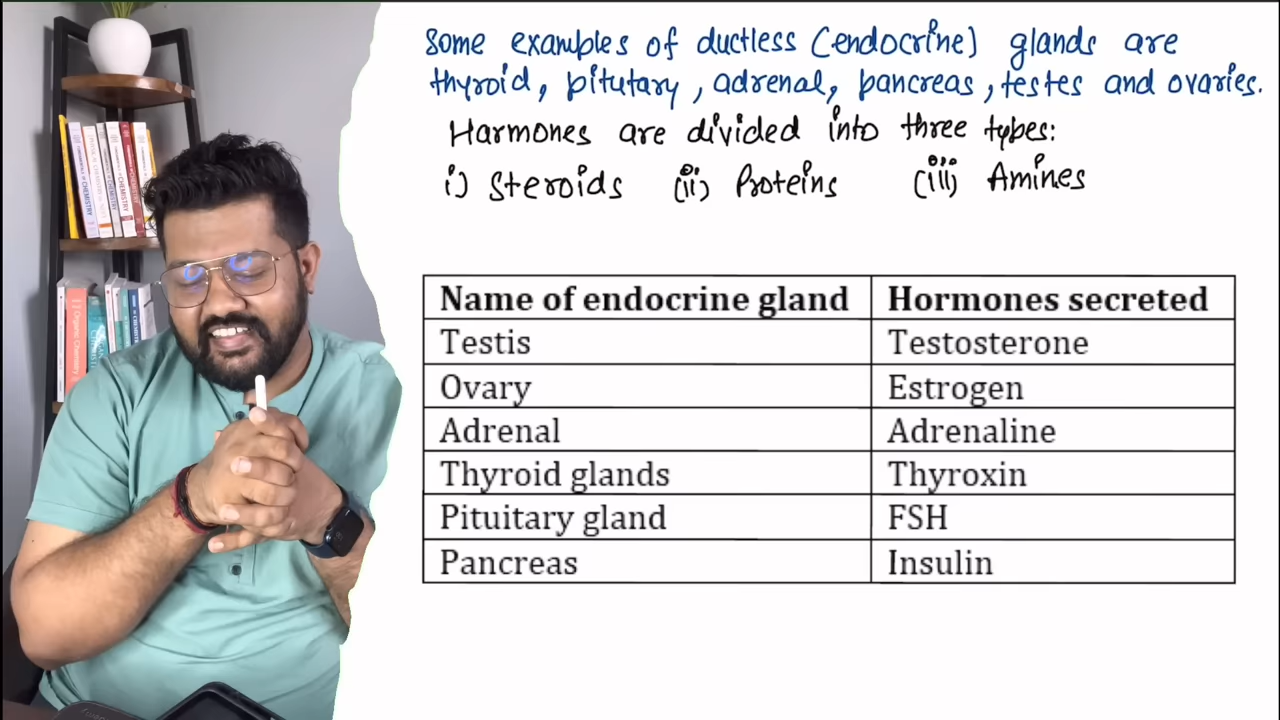 Some examples of ductless (endocrine) glands are
thyroid, pitutary, adrenal, pancreas, testes and ovaries.
Harmones are divided into three types:
i) Steroids (ii) Proteins (iii) Amines
Name of endocrine gland Hormones secreted
Testis Testosterone
Ovary Estrogen
Adrenal Adrenaline
Thyroid glands Thyroxin
Pituitary gland FSH
Pancreas Insulin